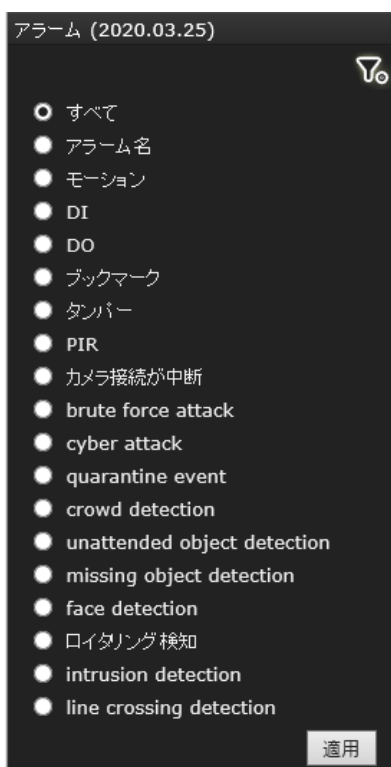 アラーム (2020.03.25)
すべて
アラーム名
モーション
DI
DO
ブックマーク
タンパー
PIR
カメラ接続が中断
brute force attack
cyber attack
quarantine event
crowd detection
unattended object detection
missing object detection
face detection
ロイタリング検知
intrusion detection
line crossing detection
適用